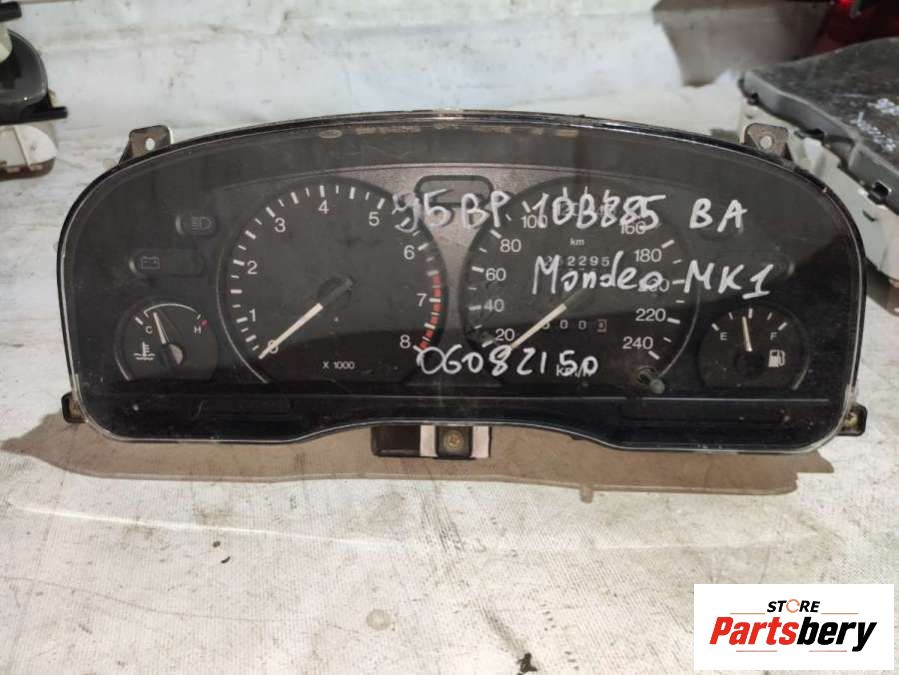 95BP 10B885 BA
Mondeo-MK1
06082150
0 1 2 3 4 5 6 7 8
X 1000
C H
20 40 60 80 100 160 180 220 240
km
2295
km/h
E F
STORE
Partsbery